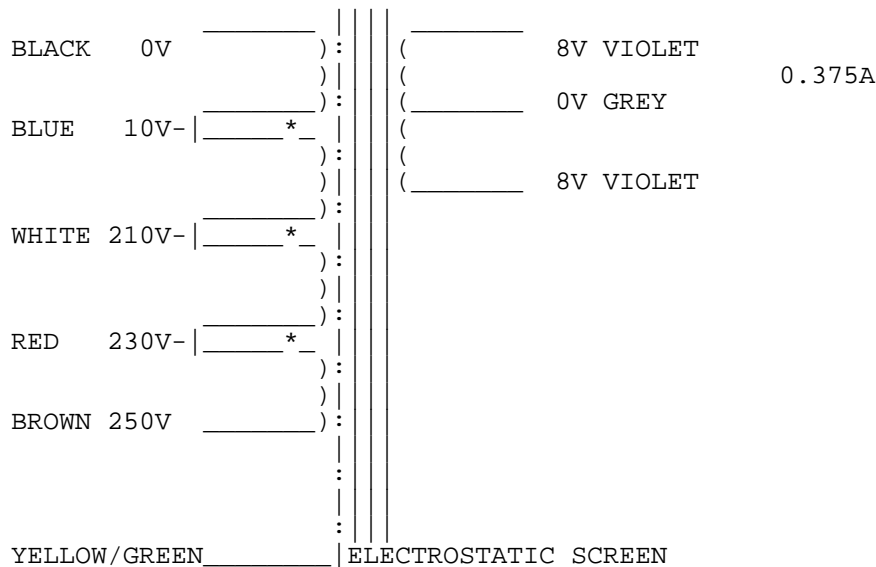 BLACK 0V 8V VIOLET
0.375A
0V GREY
BLUE 10V
8V VIOLET
WHITE 210V
RED 230V
BROWN 250V
YELLOW/GREEN ELECTROSTATIC SCREEN